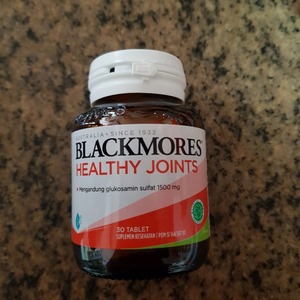 AUSTRALIA • SINCE 1932
BLACKMORES
HEALTHY JOINTS
• Mengandung glukosamin sulfat 1500 mg
30 TABLET
SUPLEMEN KESEHATAN